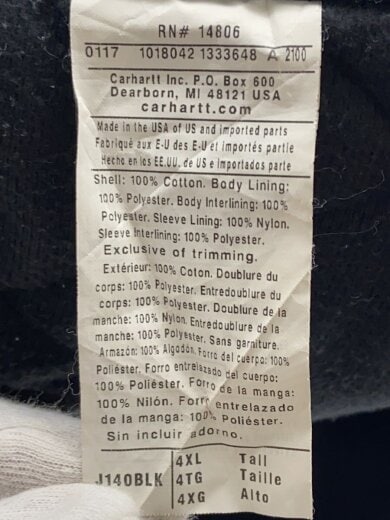 RN# 14806
0117 1018042 1333648 A 2100
Carhartt Inc. P.O. Box 600
Dearborn, MI 48121 USA
carhartt.com
Made in the USA of US and imported parts
Fabriqué aux E-U des E-U et importés partie
Hecho en los EE.UU. de US e importados parte
Shell: 100% Cotton. Body Lining:
100% Polyester. Body Interlining: 100%
Polyester. Sleeve Lining: 100% Nylon.
Sleeve Interlining: 100% Polyester.
Exclusive of trimming.
Extérieur: 100% Coton. Doublure du
corps: 100% Polyester. Entredoublure du
corps: 100% Polyester. Doublure de la
manche: 100% Nylon. Entredoublure de la
manche: 100% Polyester. Sans garniture.
Armazón: 100% Algodón. Forro del cuerpo: 100%
Poliéster. Forro entrelazado del cuerpo:
100% Poliéster. Forro de la manga:
100% Nilón. Forro entrelazado
de la manga: 100% Poliéster.
Sin incluir adorno.
J140BLK
4XL Tall
4TG Taille
4XG Alto